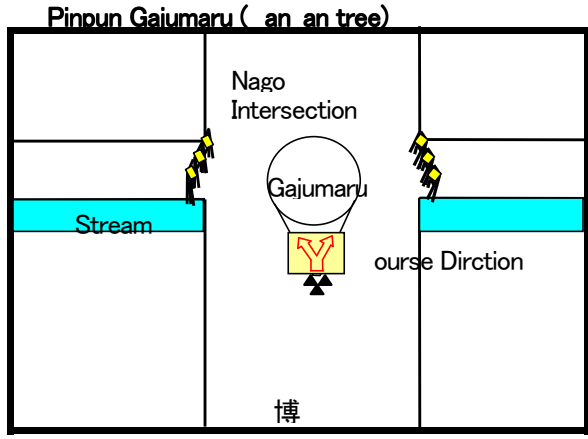 Pinpun Gajumaru ( an an tree)
Nago
Intersection
Gajumaru
Stream
ourse Dirction
博